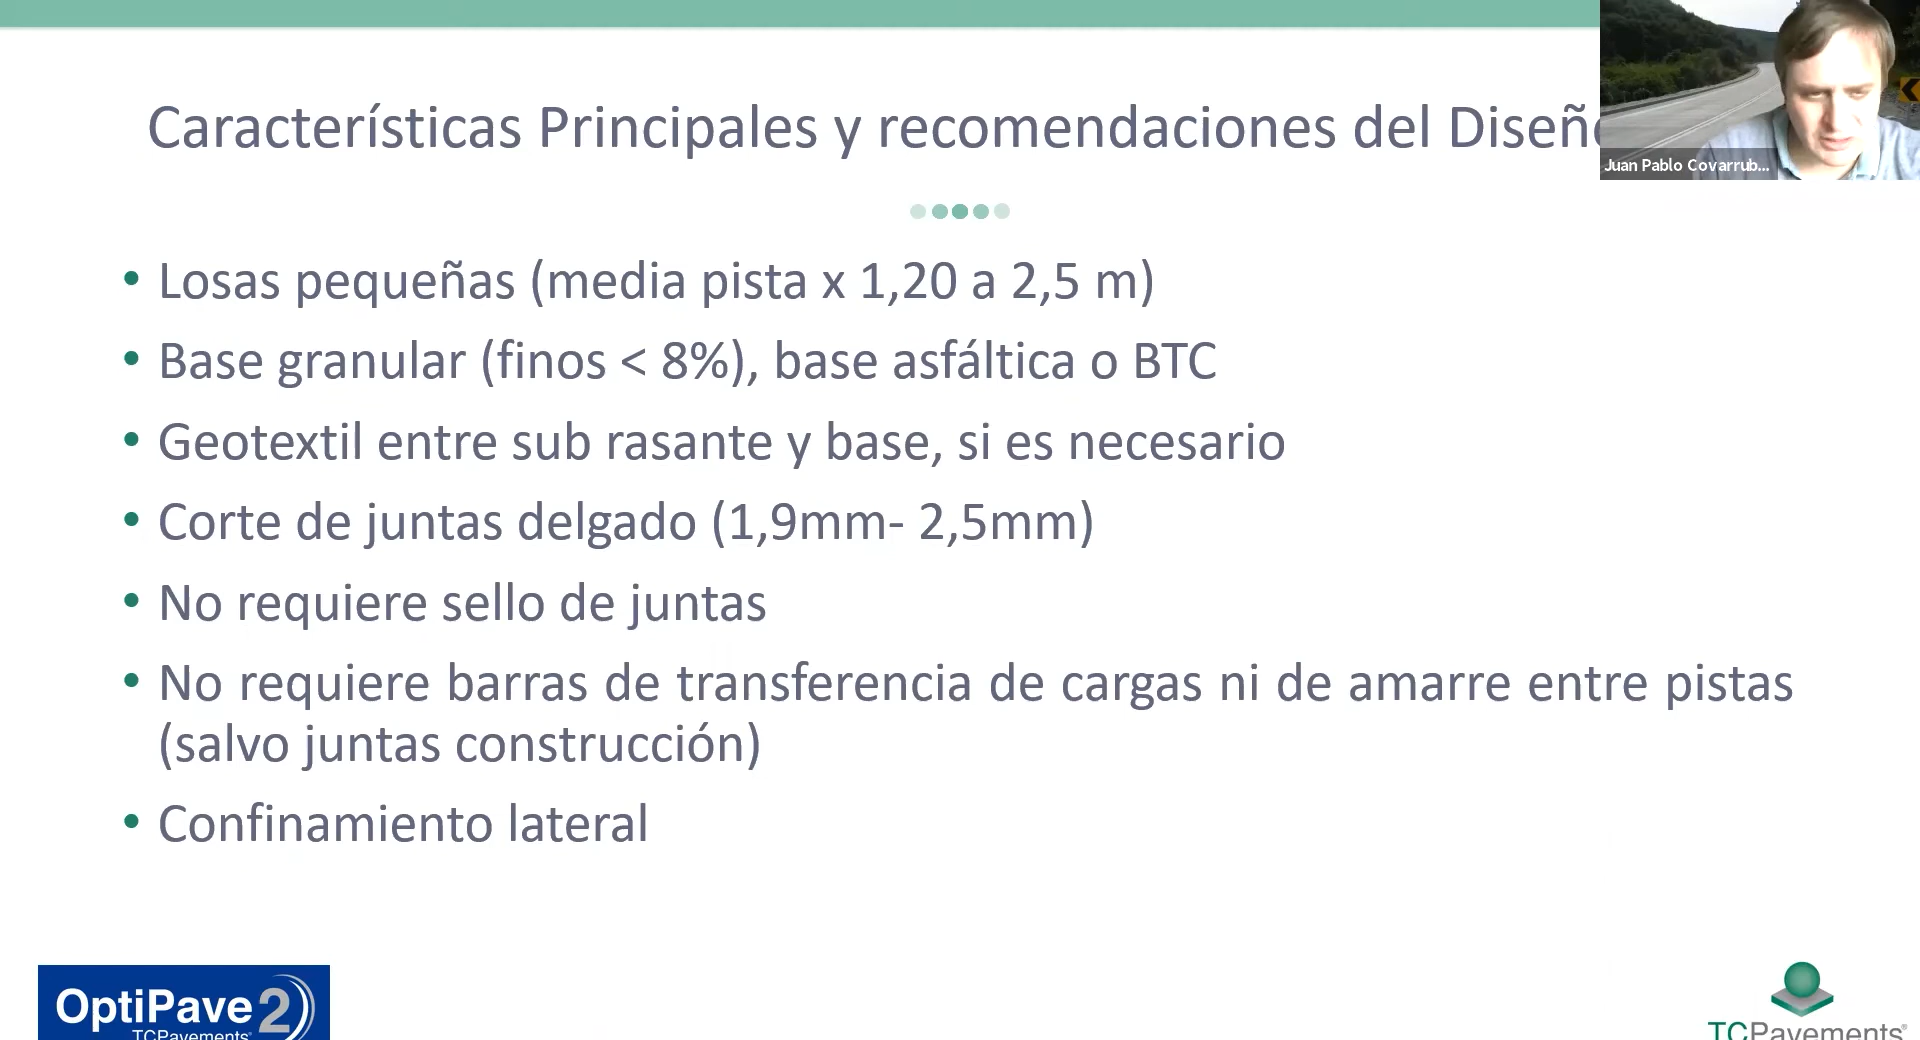 Características Principales y recomendaciones del Diseño
Juan Pablo Covarrub...
• Losas pequeñas (media pista x 1,20 a 2,5 m)
• Base granular (finos < 8%), base asfáltica o BTC
• Geotextil entre sub rasante y base, si es necesario
• Corte de juntas delgado (1,9mm- 2,5mm)
• No requiere sello de juntas
• No requiere barras de transferencia de cargas ni de amarre entre pistas
(salvo juntas construcción)
• Confinamiento lateral
OptiPave 2
TCPavements®
TCPavements®